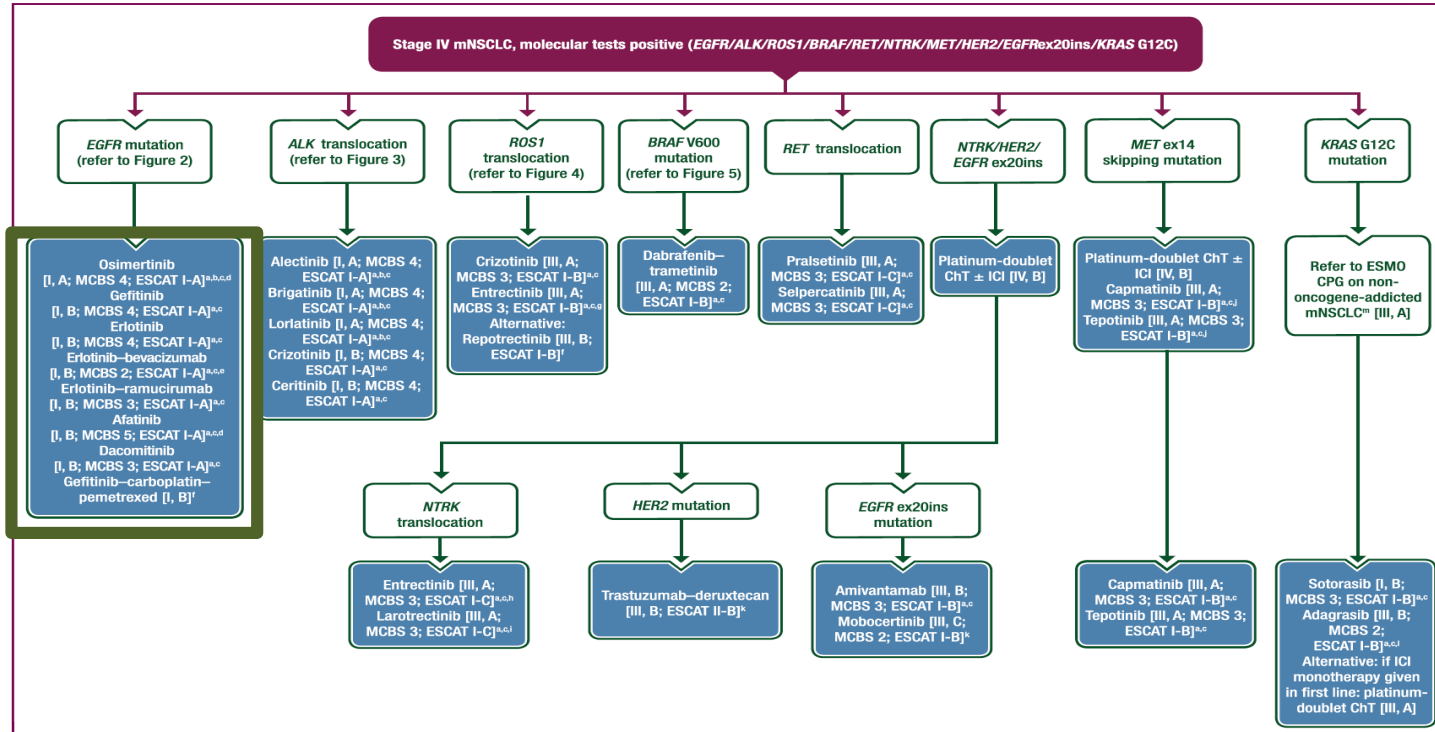 Stage IV mNSCLC, molecular tests positive (EGFR/ALK/ROS1/BRAF/RET/NTRK/MET/HER2/EGFRex20ins/KRAS G12C)
EGFR mutation
(refer to Figure 2)
ALK translocation
(refer to Figure 3)
ROS1
translocation
(refer to Figure 4)
BRAF V600
mutation
(refer to Figure 5)
RET translocation
NTRK/HER2/
EGFR ex20ins
MET ex14
skipping mutation
KRAS G12C
mutation
Osimertinib
[I, A; MCBS 4; ESCAT I-A]a,b,c,d
Gefitinib
[I, B; MCBS 4; ESCAT I-A]a,c
Erlotinib
[I, B; MCBS 4; ESCAT I-A]a,c
Erlotinib–bevacizumab
[I, B; MCBS 2; ESCAT I-A]a,c,e
Erlotinib–ramucirumab
[I, B; MCBS 3; ESCAT I-A]a,c
Afatinib
[I, B; MCBS 5; ESCAT I-A]a,c,d
Dacomitinib
[I, B; MCBS 3; ESCAT I-A]a,c
Gefitinib–carboplatin–
pemetrexed [I, B]f
Alectinib [I, A; MCBS 4;
ESCAT I-A]a,b,c
Brigatinib [I, A; MCBS 4;
ESCAT I-A]a,b,c
Lorlatinib [I, A; MCBS 4;
ESCAT I-A]a,b,c
Crizotinib [I, B; MCBS 4;
ESCAT I-A]a,c
Ceritinib [I, B; MCBS 4;
ESCAT I-A]a,c
Crizotinib [III, A;
MCBS 3; ESCAT I-B]a,c
Entrectinib [III, A;
MCBS 3; ESCAT I-B]a,c,g
Alternative:
Repotrectinib [III, B;
ESCAT I-B]f
Dabrafenib–
trametinib
[III, A; MCBS 2;
ESCAT I-B]a,c
Pralsetinib [III, A;
MCBS 3; ESCAT I-C]a,c
Selpercatinib [III, A;
MCBS 3; ESCAT I-C]a,c
Platinum-doublet
ChT ± ICI [IV, B]
Platinum-doublet ChT ±
ICI [IV, B]
Capmatinib [III, A;
MCBS 3; ESCAT I-B]a,c,j
Tepotinib [III, A; MCBS 3;
ESCAT I-B]a,c,j
Refer to ESMO
CPG on non-
oncogene-addicted
mNSCLCm [III, A]
NTRK
translocation
HER2 mutation
EGFR ex20ins
mutation
Entrectinib [III, A;
MCBS 3; ESCAT I-C]a,c,h
Larotrectinib [III, A;
MCBS 3; ESCAT I-C]a,c,i
Trastuzumab–deruxtecan
[III, B; ESCAT II-B]k
Amivantamab [III, B;
MCBS 3; ESCAT I-B]a,c
Mobocertinib [III, C;
MCBS 2; ESCAT I-B]k
Capmatinib [III, A;
MCBS 3; ESCAT I-B]a,c
Tepotinib [III, A; MCBS 3;
ESCAT I-B]a,c
Sotorasib [I, B;
MCBS 3; ESCAT I-B]a,c
Adagrasib [III, B;
MCBS 2;
ESCAT I-B]a,c,l
Alternative: if ICI
monotherapy given
in first line: platinum-
doublet ChT [III, A]